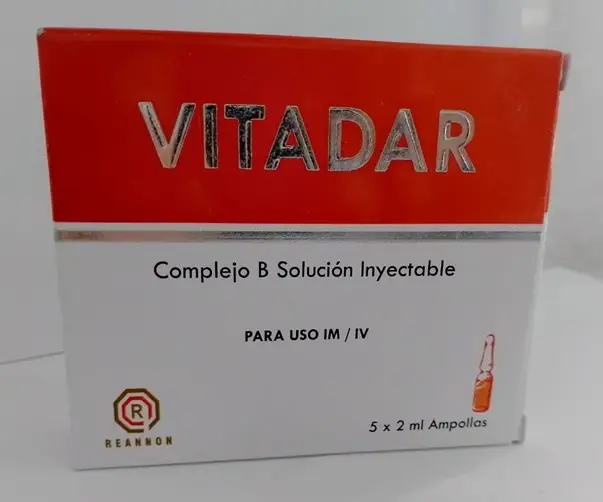 VITADAR
Complejo B Solución Inyectable
PARA USO IM / IV
R
REANNON
5 x 2 ml Ampollas